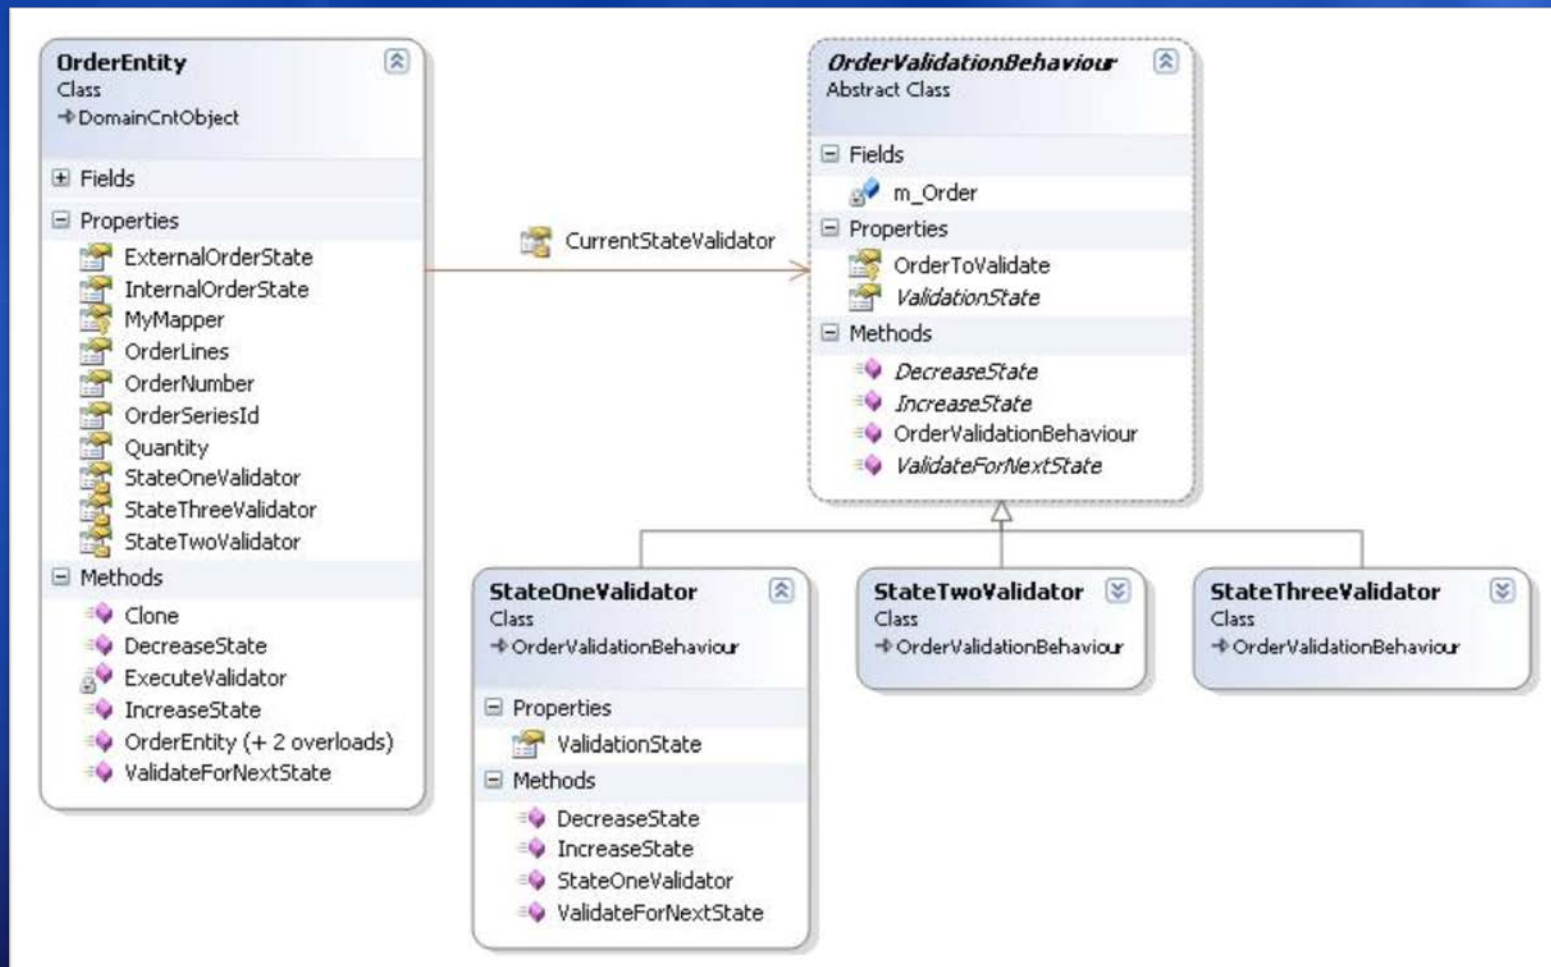 OrderEntity
Class
DomainCntObject
Fields
Properties
ExternalOrderState
InternalOrderState
MyMapper
OrderLines
OrderNumber
OrderSeriesId
Quantity
StateOneValidator
StateThreeValidator
StateTwoValidator
Methods
Clone
DecreaseState
ExecuteValidator
IncreaseState
OrderEntity (+ 2 overloads)
ValidateForNextState
CurrentStateValidator
OrderValidationBehaviour
Abstract Class
Fields
m_Order
Properties
OrderToValidate
ValidationState
Methods
DecreaseState
IncreaseState
OrderValidationBehaviour
ValidateForNextState
StateOneValidator
Class
OrderValidationBehaviour
Properties
ValidationState
Methods
DecreaseState
IncreaseState
StateOneValidator
ValidateForNextState
StateTwoValidator
Class
OrderValidationBehaviour
StateThreeValidator
Class
OrderValidationBehaviour